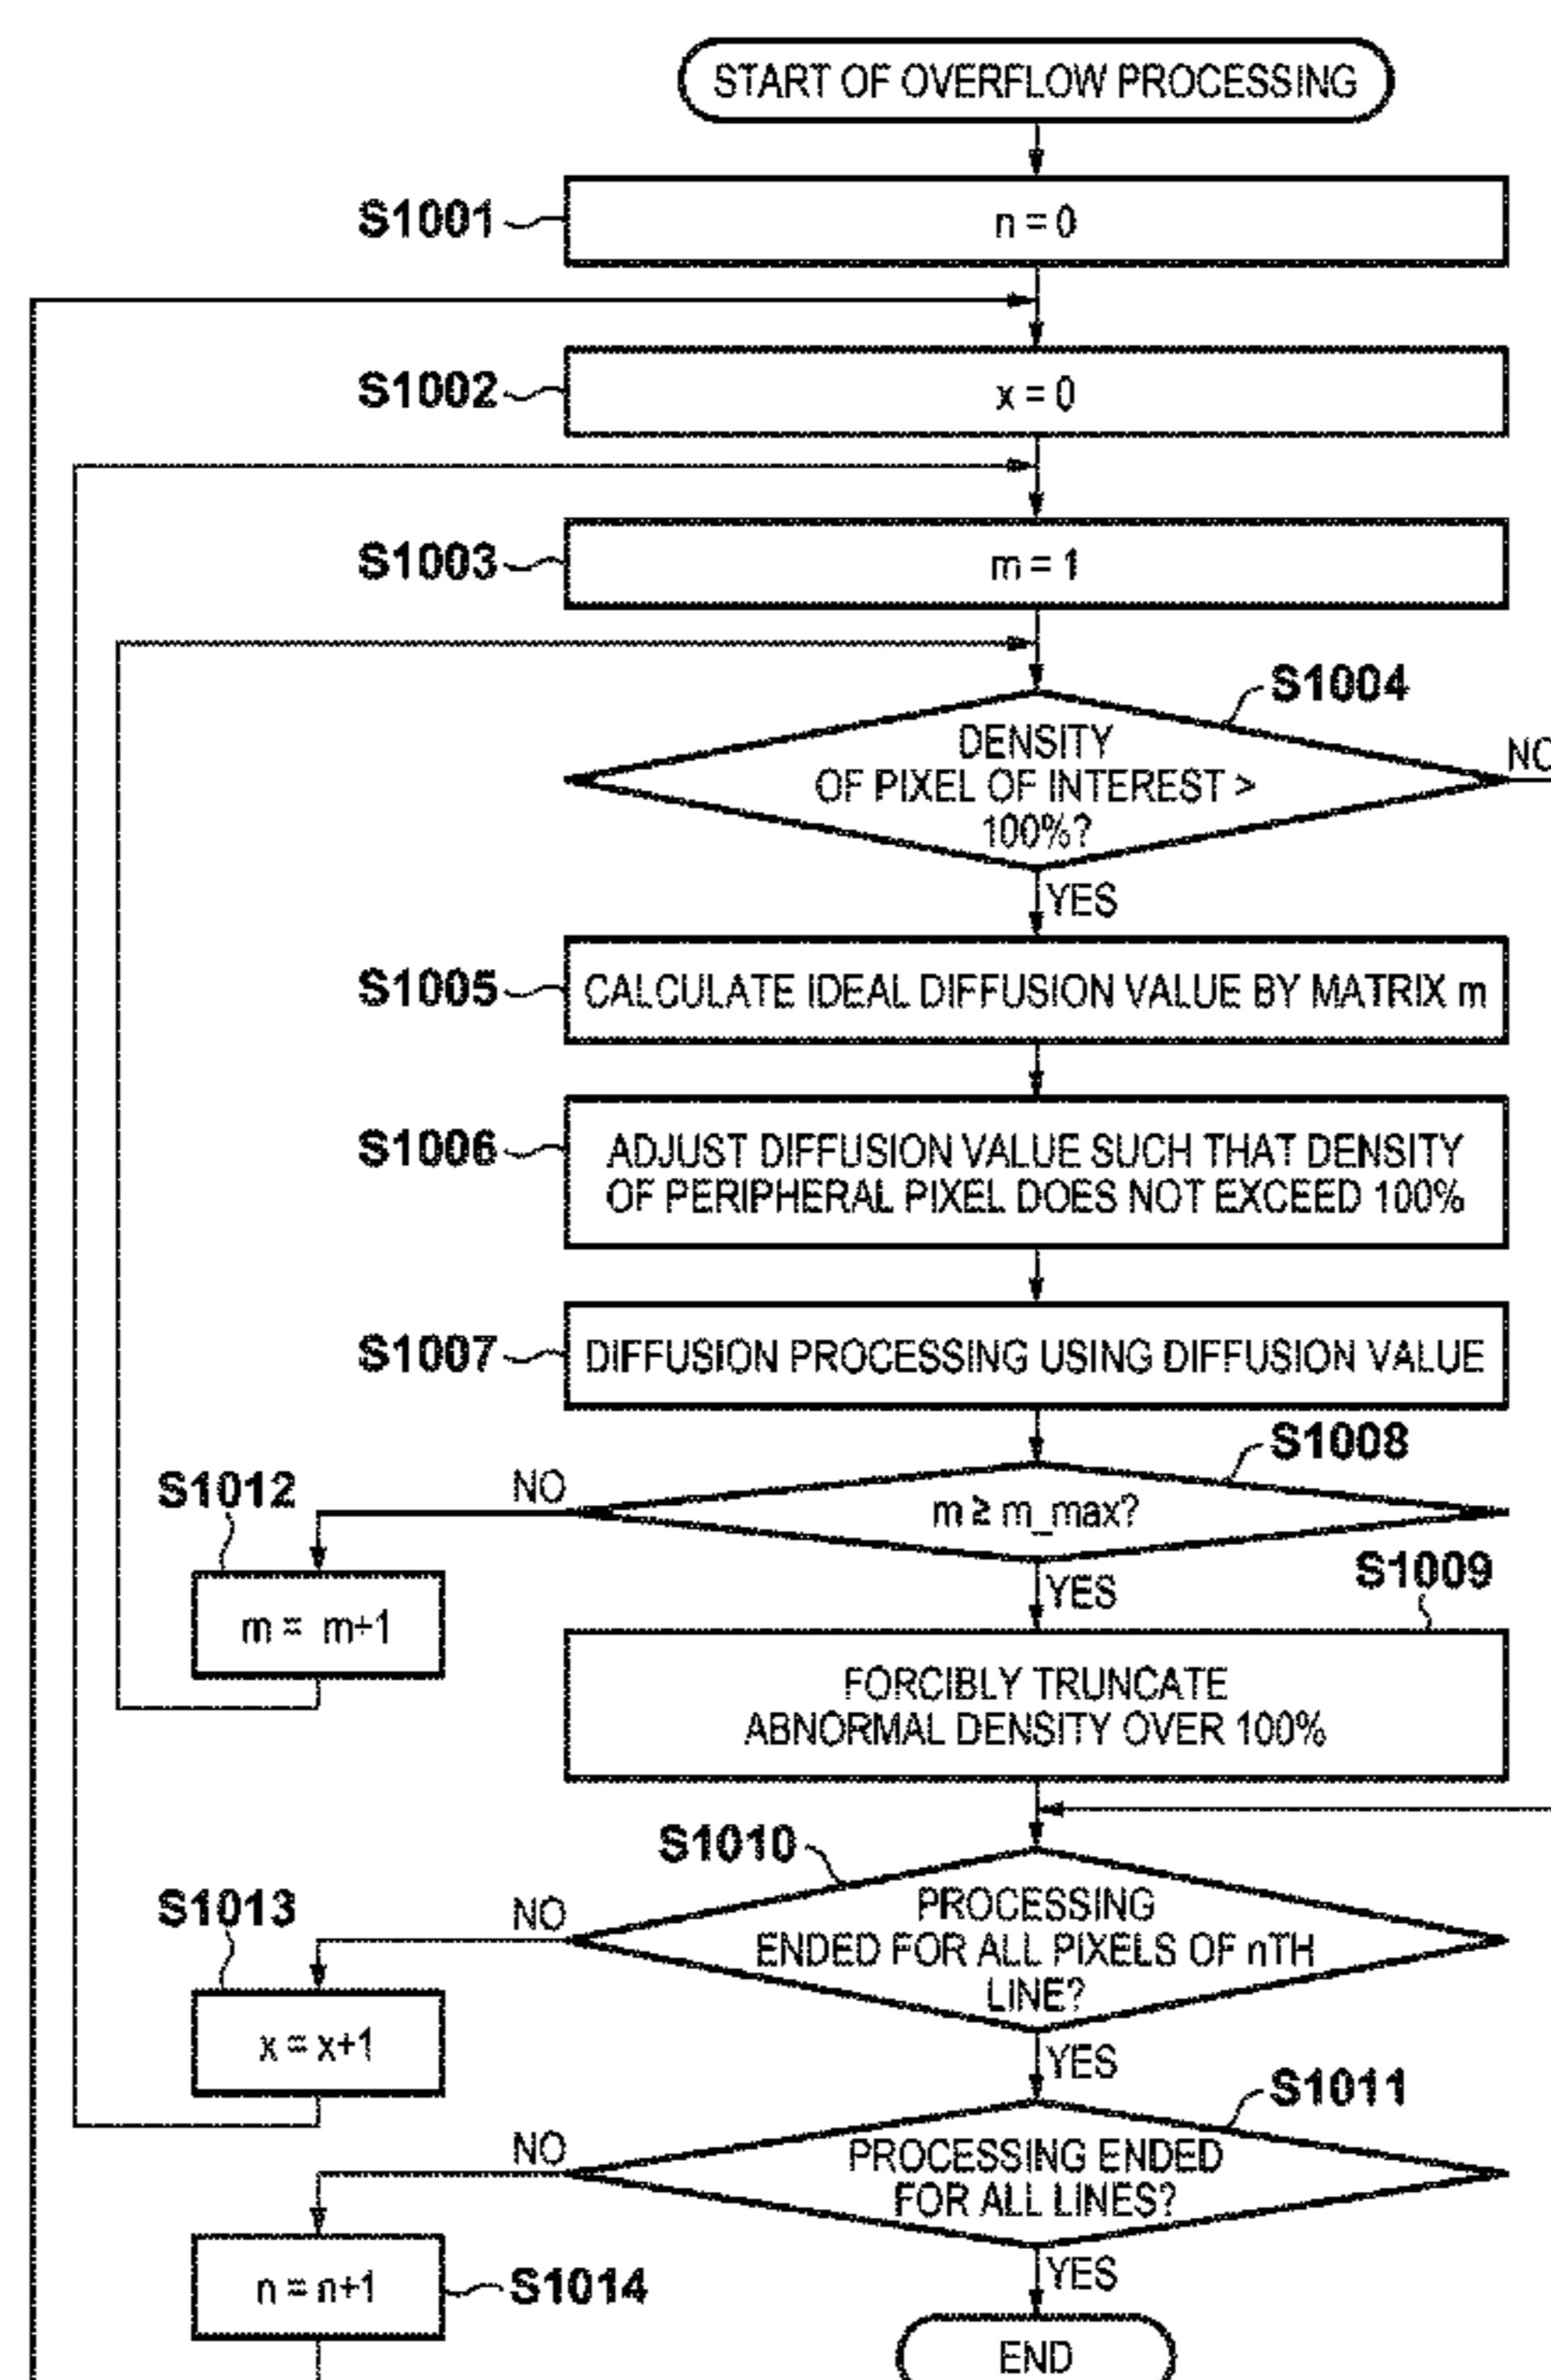 START OF OVERFLOW PROCESSING
S1001
n = 0
S1002
x = 0
S1003
m = 1
S1004
DENSITY
OF PIXEL OF INTEREST >
100%?
NO
YES
S1005
CALCULATE IDEAL DIFFUSION VALUE BY MATRIX m
S1006
ADJUST DIFFUSION VALUE SUCH THAT DENSITY
OF PERIPHERAL PIXEL DOES NOT EXCEED 100%
S1007
DIFFUSION PROCESSING USING DIFFUSION VALUE
S1008
m ≥ m_max?
NO
S1012
m = m+1
YES
S1009
FORCIBLY TRUNCATE
ABNORMAL DENSITY OVER 100%
S1010
PROCESSING
ENDED FOR ALL PIXELS OF nTH
LINE?
NO
S1013
x = x+1
YES
S1011
PROCESSING ENDED
FOR ALL LINES?
NO
n = n+1
S1014
YES
END